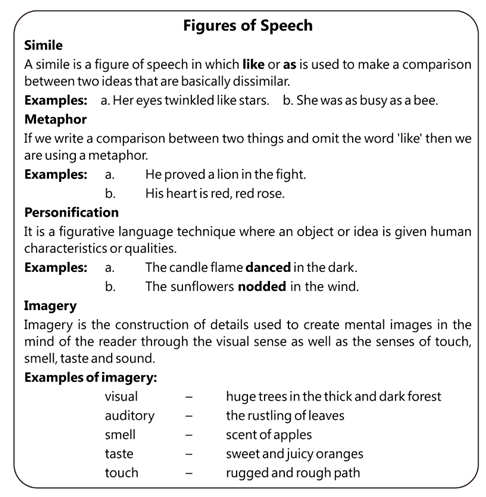 Figures of Speech
Simile
A simile is a figure of speech in which like or as is used to make a comparison
between two ideas that are basically dissimilar.
Examples: a. Her eyes twinkled like stars. b. She was as busy as a bee.
Metaphor
If we write a comparison between two things and omit the word 'like' then we
are using a metaphor.
Examples: a. He proved a lion in the fight.
b. His heart is red, red rose.
Personification
It is a figurative language technique where an object or idea is given human
characteristics or qualities.
Examples: a. The candle flame danced in the dark.
b. The sunflowers nodded in the wind.
Imagery
Imagery is the construction of details used to create mental images in the
mind of the reader through the visual sense as well as the senses of touch,
smell, taste and sound.
Examples of imagery:
visual – huge trees in the thick and dark forest
auditory – the rustling of leaves
smell – scent of apples
taste – sweet and juicy oranges
touch – rugged and rough path